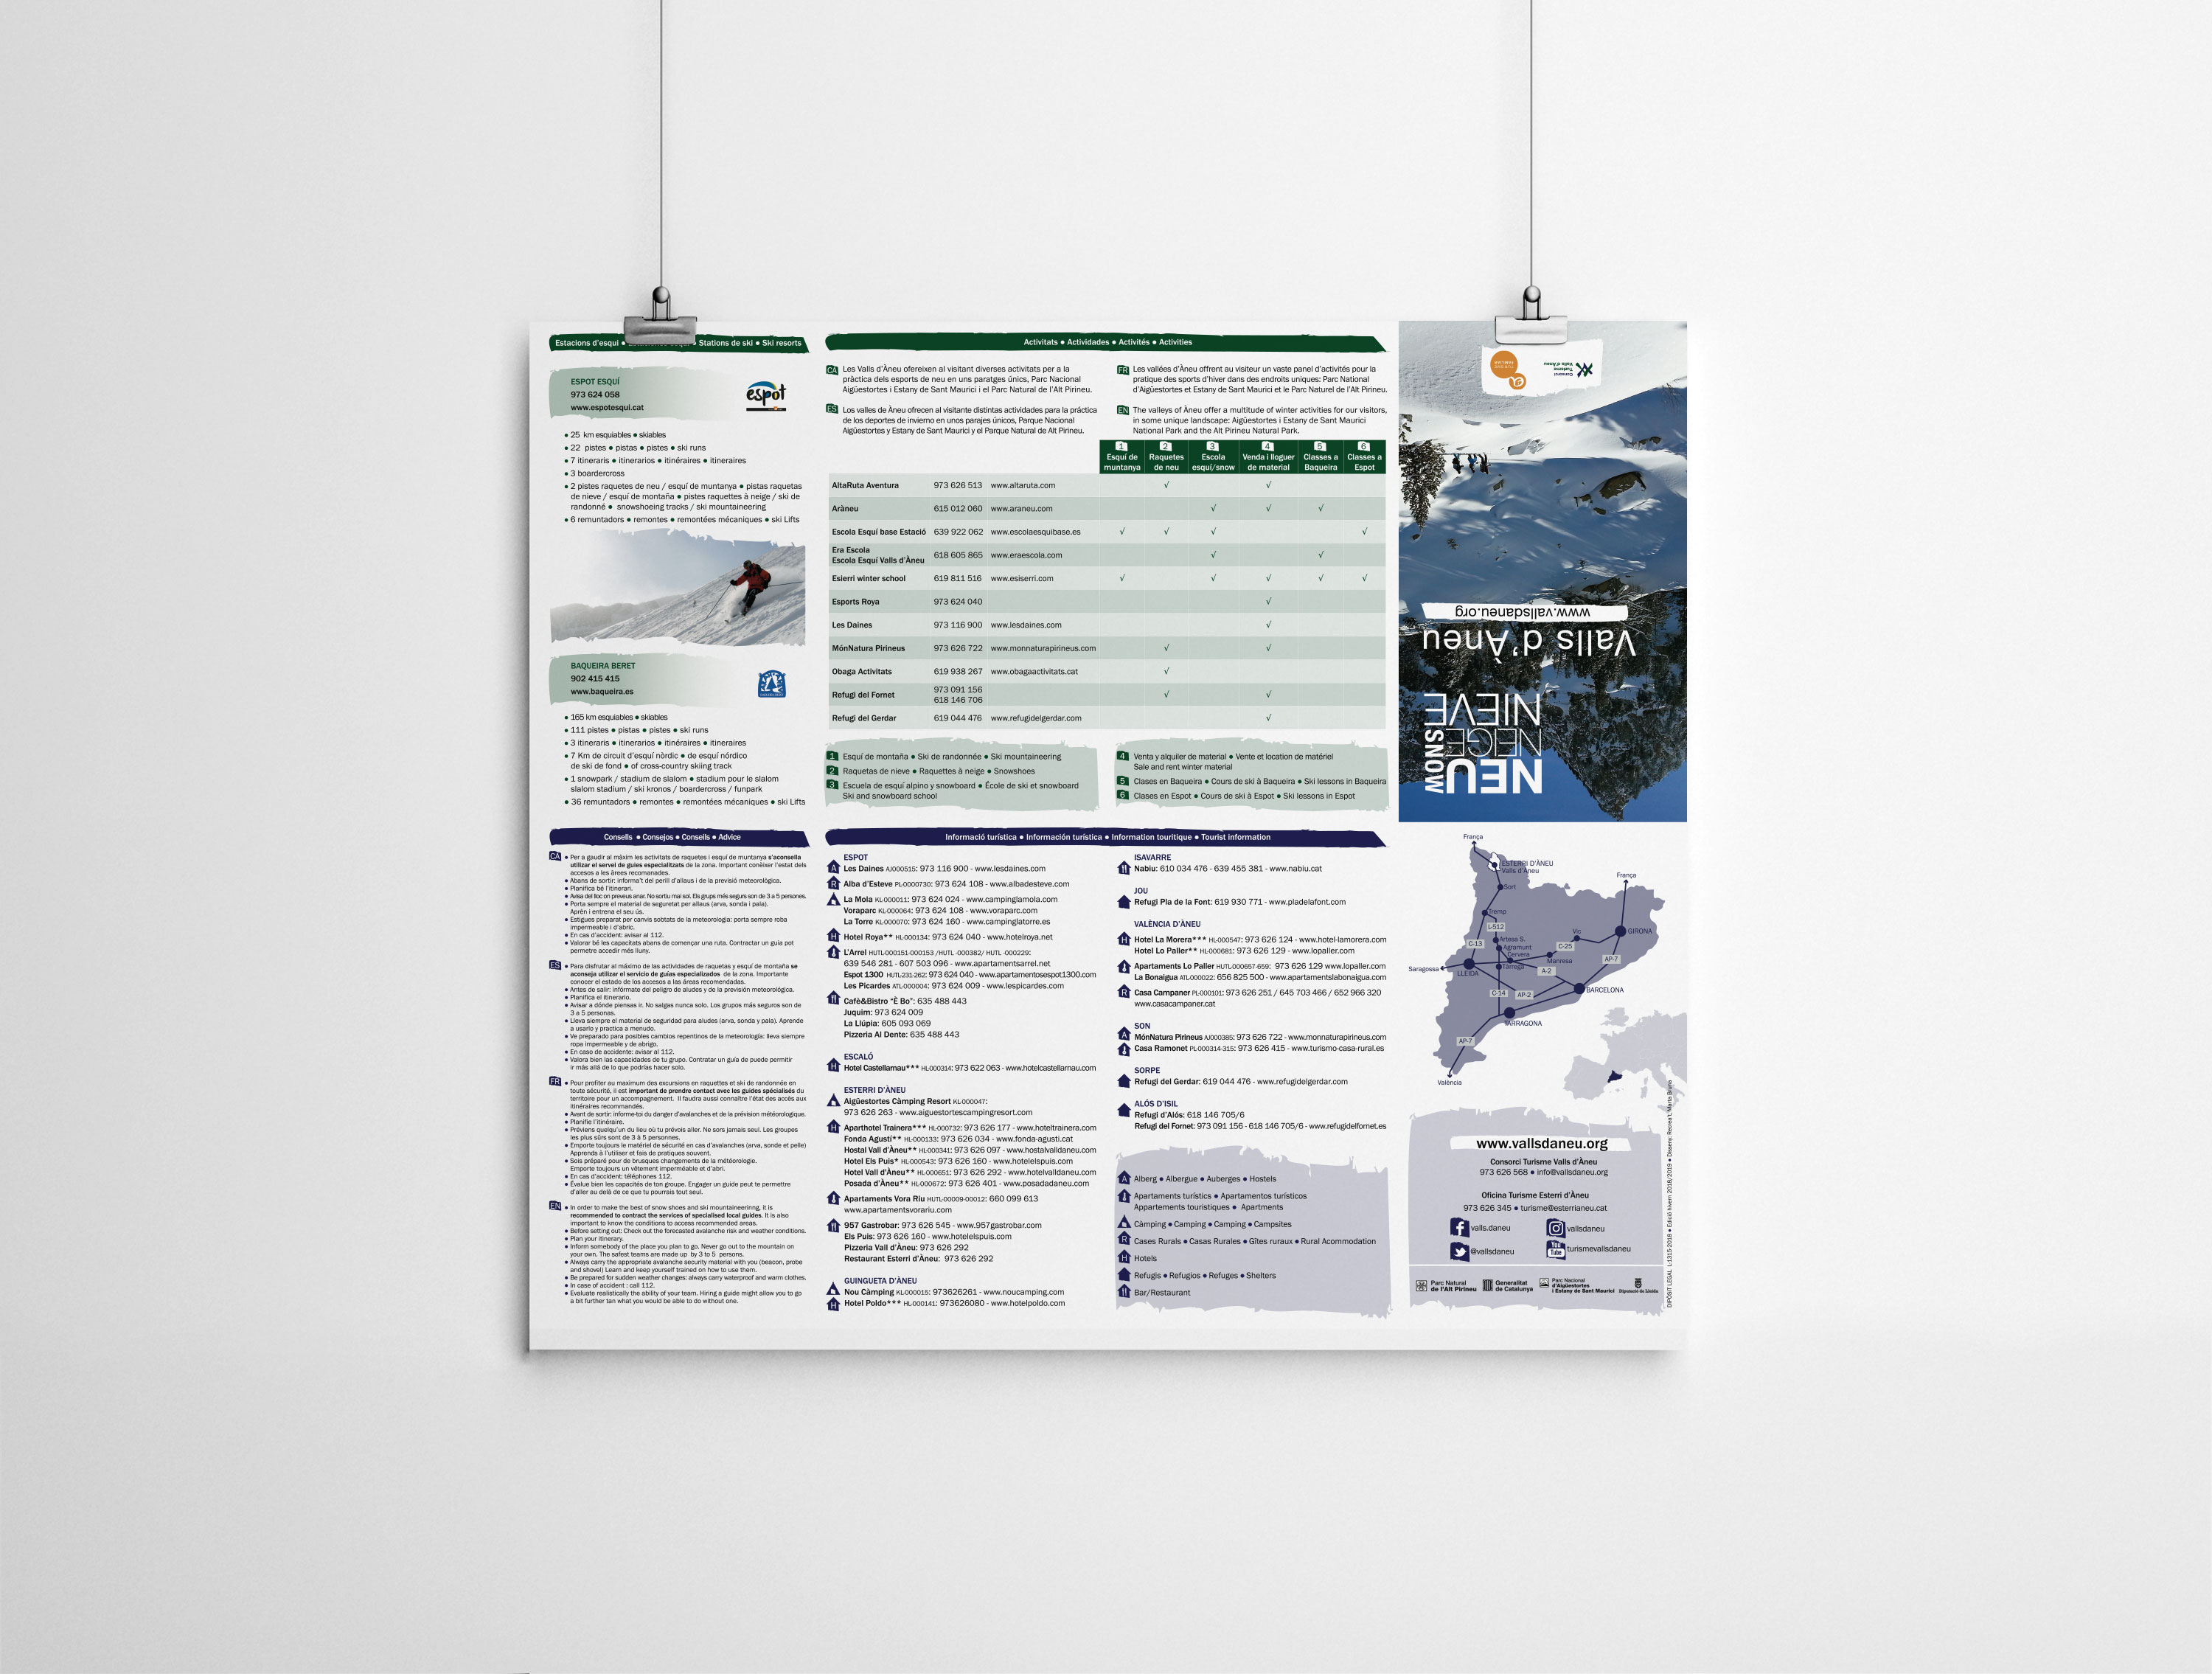 Estacions d'esquí ● Stations de ski ● Ski resorts
ESPOT ESQUÍ
973 624 058
www.espotesqui.cat
espot
● 25 km esquiables ● skiables
● 22 pistes ● pistas ● pistes ● ski runs
● 7 itineraris ● itinerarios ● itinéraires ● itineraires
● 3 boardercross
● 2 pistes raquetes de neu / esquí de muntanya ● pistas raquetas
de nieve / esquí de montaña ● pistes raquettes à neige / ski de
randonné ● snowshoeing tracks / ski mountaineering
● 6 remuntadors ● remontes ● remontées mécaniques ● ski Lifts
BAQUEIRA BERET
902 415 415
www.baqueira.es
● 165 km esquiables ● skiables
● 111 pistes ● pistas ● pistes ● ski runs
● 3 itineraris ● itinerarios ● itinéraires ● itineraires
● 7 Km de circuit d'esquí nòrdic ● de esquí nórdico
de ski de fond ● of cross-country skiing track
● 1 snowpark / stadium de slalom ● stadium pour le slalom
slalom stadium / ski kronos / boardercross / funpark
● 36 remuntadors ● remontes ● remontées mécaniques ● ski Lifts
Activitats ● Actividades ● Activités ● Activities
CA Les Valls d'Àneu ofereixen al visitant diverses activitats per a la
pràctica dels esports de neu en uns paratges únics, Parc Nacional
Aigüestortes i Estany de Sant Maurici i el Parc Natural de l'Alt Pirineu.
ES Los valles de Àneu ofrecen al visitante distintas actividades para la práctica
de los deportes de invierno en unos parajes únicos, Parque Nacional
Aigüestortes y Estany de Sant Maurici y el Parque Natural de Alt Pirineu.
FR Les vallées d'Àneu offrent au visiteur un vaste panel d'activités pour la
pratique des sports d'hiver dans des endroits uniques: Parc National
d'Aigüestortes et Estany de Sant Maurici et le Parc Naturel de l'Alt Pirineu.
EN The valleys of Àneu offer a multitude of winter activities for our visitors,
in some unique landscape: Aigüestortes i Estany de Sant Maurici
National Park and the Alt Pirineu Natural Park.
1 2 3 4 5 6
Esquí de Raquetes Escola Venda i lloguer Classes a Classes a
muntanya de neu esquí/snow de material Baqueira Espot
AltaRuta Aventura 973 626 513 www.altaruta.com √ √
Aràneu 615 012 060 www.araneu.com √ √ √
Escola Esquí base Estació 639 922 062 www.escolaesquibase.es √ √ √ √
Era Escola
Escola Esquí Valls d'Àneu 618 605 865 www.eraescola.com √ √
Esierri winter school 619 811 516 www.esiserri.com √ √ √ √ √
Esports Roya 973 624 040 √
Les Daines 973 116 900 www.lesdaines.com √
MónNatura Pirineus 973 626 722 www.monnaturapirineus.com √ √
Obaga Activitats 619 938 267 www.obagaactivitats.cat √
Refugi del Fornet 973 091 156
618 146 706 √ √
Refugi del Gerdar 619 044 476 www.refugidelgerdar.com √
1 Esquí de montaña ● Ski de randonnée ● Ski mountaineering
2 Raquetas de nieve ● Raquettes à neige ● Snowshoes
3 Escuela de esquí alpino y snowboard ● École de ski et snowboard
Ski and snowboard school
4 Venta y alquiler de material ● Vente et location de matériel
Sale and rent winter material
5 Clases en Baqueira ● Cours de ski à Baqueira ● Ski lessons in Baqueira
6 Clases en Espot ● Cours de ski à Espot ● Ski lessons in Espot
Consorci
Turisme
Valls d'Àneu
www.vallsdaneu.org
Valls d'Àneu
NIEVE
NEIGE
NEU
SNOW
Consells ● Consejos ● Conseils ● Advice
CA ● Per a gaudir al màxim les activitats de raquetes i esquí de muntanya s'aconsella
utilizar el servei de guies especialitzats de la zona. Important conèixer l'estat dels
accesos a les àrees recomanades.
● Abans de sortir: informa't del perill d'allaus i de la previsió meteorològica.
● Planifica bé l'itinerari.
● Avisa del lloc on preveus anar. No sortiu mai sol. Els grups més segurs son de 3 a 5 persones.
● Porta sempre el material de seguretat per allaus (arva, sonda i pala).
Aprèn i entrena el seu ús.
● Estigues preparat per canvis sobtats de la meteorologia: porta sempre roba
impermeable i d'abric.
● En cas d'accident: avisar al 112.
● Valorar bé les capacitats abans de començar una ruta. Contractar un guia pot
permetre accedir més lluny.
ES ● Para disfrutar al máximo de las actividades de raquetas y esquí de montaña se
aconseja utilizar el servicio de guías especializados de la zona. Importante
conocer el estado de los accesos a las áreas recomendadas.
● Antes de salir: infórmate del peligro de aludes y de la previsión meteorológica.
● Planifica el itinerario.
● Avisar a dónde piensas ir. No salgas nunca solo. Los grupos más seguros son de
3 a 5 personas.
● Lleva siempre el material de seguridad para aludes (arva, sonda y pala). Aprende
a usarlo y practica a menudo.
● Ve preparado para posibles cambios repentinos de la meteorología: lleva siempre
ropa impermeable y de abrigo.
● En caso de accidente: avisar al 112.
● Valora bien las capacidades de tu grupo. Contratar un guía de puede permitir
ir más allá de lo que podrías hacer solo.
FR ● Pour profiter au maximum des excursions en raquettes et ski de randonnée en
toute sécurité, il est important de prendre contact avec les guides spécialisés du
territoire pour un accompagnement. Il faudra aussi connaître l'état des accès aux
itinéraires recommandés.
● Avant de sortir: informe-toi du danger d'avalanches et de la prévision météorologique.
● Planifie l'itinéraire.
● Préviens quelqu'un du lieu où tu prévois aller. Ne sors jamais seul. Les groupes
les plus sûrs sont de 3 à 5 personnes.
● Emporte toujours le matériel de sécurité en cas d'avalanches (arva, sonde et pelle)
Apprends à l'utiliser et fais de pratiques souvent.
● Sois préparé pour de brusques changements de la météorologie.
Emporte toujours un vêtement imperméable et d'abri.
● En cas d'accident: téléphones 112.
● Évalue bien les capacités de ton groupe. Engager un guide peut te permettre
d'aller au delà de ce que tu pourrais tout seul.
EN ● In order to make the best of snow shoes and ski mountaineering, it is
recommended to contract the services of specialised local guides. It is also
important to know the conditions to access recommended areas.
● Before setting out: Check out the forecasted avalanche risk and weather conditions.
● Plan your itinerary.
● Inform somebody of the place you plan to go. Never go out to the mountain on
your own. The safest teams are made up by 3 to 5 persons.
● Always carry the appropriate avalanche security material with you (beacon, probe
and shovel) Learn and keep yourself trained on how to use them.
● Be prepared for sudden weather changes: always carry waterproof and warm clothes.
● In case of accident : call 112.
● Evaluate realistically the ability of your team. Hiring a guide might allow you to go
a bit further tan what you would be able to do without one.
Informació turística ● Información turística ● Information touritique ● Tourist information
ESPOT
A Les Daines AJ000515: 973 116 900 - www.lesdaines.com
R Alba d'Esteve PL-0000730: 973 624 108 - www.albadesteve.com
La Mola KL-000011: 973 624 024 - www.campinglamola.com
Voraparc KL-000064: 973 624 108 - www.voraparc.com
La Torre KL-000070: 973 624 160 - www.campinglatorre.es
H Hotel Roya** HL-000134: 973 624 040 - www.hotelroya.net
L'Arrel HUTL-000151-000153 /HUTL -000382/ HUTL -000229:
639 546 281 - 607 503 096 - www.apartamentsarrel.net
Espot 1300 HUTL-231-262: 973 624 040 - www.apartamentosespot1300.com
Les Picardes ATL-000004: 973 624 009 - www.lespicardes.com
Cafè&Bistro "È Bo": 635 488 443
Juquim: 973 624 009
La Llúpia: 605 093 069
Pizzeria Al Dente: 635 488 443
ESCALÓ
H Hotel Castellarnau*** HL-000314: 973 622 063 - www.hotelcastellarnau.com
ESTERRI D'ÀNEU
Aigüestortes Càmping Resort KL-000047:
973 626 263 - www.aiguestortescampingresort.com
H Aparthotel Trainera*** HL-000732: 973 626 177 - www.hoteltrainera.com
Fonda Agustí** HL-000133: 973 626 034 - www.fonda-agusti.cat
Hostal Vall d'Àneu** HL-000341: 973 626 097 - www.hostalvalldaneu.com
Hotel Els Puis* HL-000543: 973 626 160 - www.hotelelspuis.com
Hotel Vall d'Àneu** HL-000651: 973 626 292 - www.hotelvalldaneu.com
Posada d'Àneu** HL-000672: 973 626 401 - www.posadadaneu.com
Apartaments Vora Riu HUTL-00009-00012: 660 099 613
www.apartamentsvorariu.com
957 Gastrobar: 973 626 545 - www.957gastrobar.com
Els Puis: 973 626 160 - www.hotelelspuis.com
Pizzeria Vall d'Àneu: 973 626 292
Restaurant Esterri d'Àneu: 973 626 292
GUINGUETA D'ÀNEU
Nou Càmping KL-000015: 973626261 - www.noucamping.com
H Hotel Poldo*** HL-000141: 973626080 - www.hotelpoldo.com
ISAVARRE
Nabiu: 610 034 476 - 639 455 381 - www.nabiu.cat
JOU
Refugi Pla de la Font: 619 930 771 - www.pladelafont.com
VALÈNCIA D'ÀNEU
H Hotel La Morera*** HL-000547: 973 626 124 - www.hotel-lamorera.com
Hotel Lo Paller** HL-000681: 973 626 129 - www.lopaller.com
Apartaments Lo Paller HUTL-000657-659: 973 626 129 www.lopaller.com
La Bonaigua ATL-000022: 656 825 500 - www.apartamentslabonaigua.com
R Casa Campaner PL-000101: 973 626 251 / 645 703 466 / 652 966 320
www.casacampaner.cat
SON
A MónNatura Pirineus AJ000385: 973 626 722 - www.monnaturapirineus.com
Casa Ramonet PL-000314-315: 973 626 415 - www.turismo-casa-rural.es
SORPE
Refugi del Gerdar: 619 044 476 - www.refugidelgerdar.com
ALÓS D'ISIL
Refugi d'Alós: 618 146 705/6
Refugi del Fornet: 973 091 156 - 618 146 705/6 - www.refugidelfornet.es
A Alberg ● Albergue ● Auberges ● Hostels
Apartaments turístics ● Apartamentos turísticos
Appartements touristiques ● Apartments
Càmping ● Camping ● Camping ● Campsites
R Cases Rurals ● Casas Rurales ● Gîtes ruraux ● Rural Acommodation
H Hotels
Refugis ● Refugios ● Refuges ● Shelters
Bar/Restaurant
França
ESTERRI D'ÀNEU
Valls d'Àneu
França
Sort
Tremp
L-512
Vic
GIRONA
C-13
Artesa S.
Agramunt
C-25
Cervera
Manresa
AP-7
Saragossa
LLEIDA
Tàrrega
A-2
C-14
AP-2
BARCELONA
TARRAGONA
AP-7
València
www.vallsdaneu.org
Consorci Turisme Valls d'Àneu
973 626 568 ● info@vallsdaneu.org
Oficina Turisme Esterri d'Àneu
973 626 345 ● turisme@esterrianeu.cat
valls.daneu
vallsdaneu
@vallsdaneu
You Tube turismevallsdaneu
Parc Natural
de l'Alt Pirineu
Generalitat
de Catalunya
Parc Nacional
d'Aigüestortes
i Estany de Sant Maurici
Diputació de Lleida
DIPÒSIT LEGAL L-1315-2018 ● Edició hivern 2018/2019 ● Disseny: Recrea't, Marta Baruna